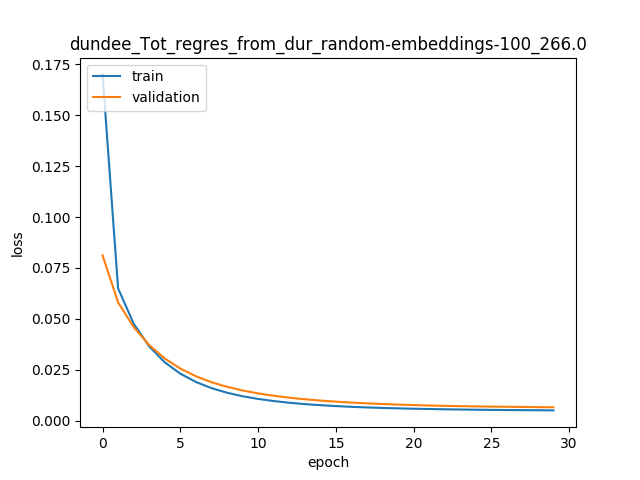 dundee_Tot_regres_from_dur_random-embeddings-100_266.0
train
validation
0.175
0.150
0.125
0.100
0.075
0.050
0.025
0.000
loss
0 5 10 15 20 25 30
epoch